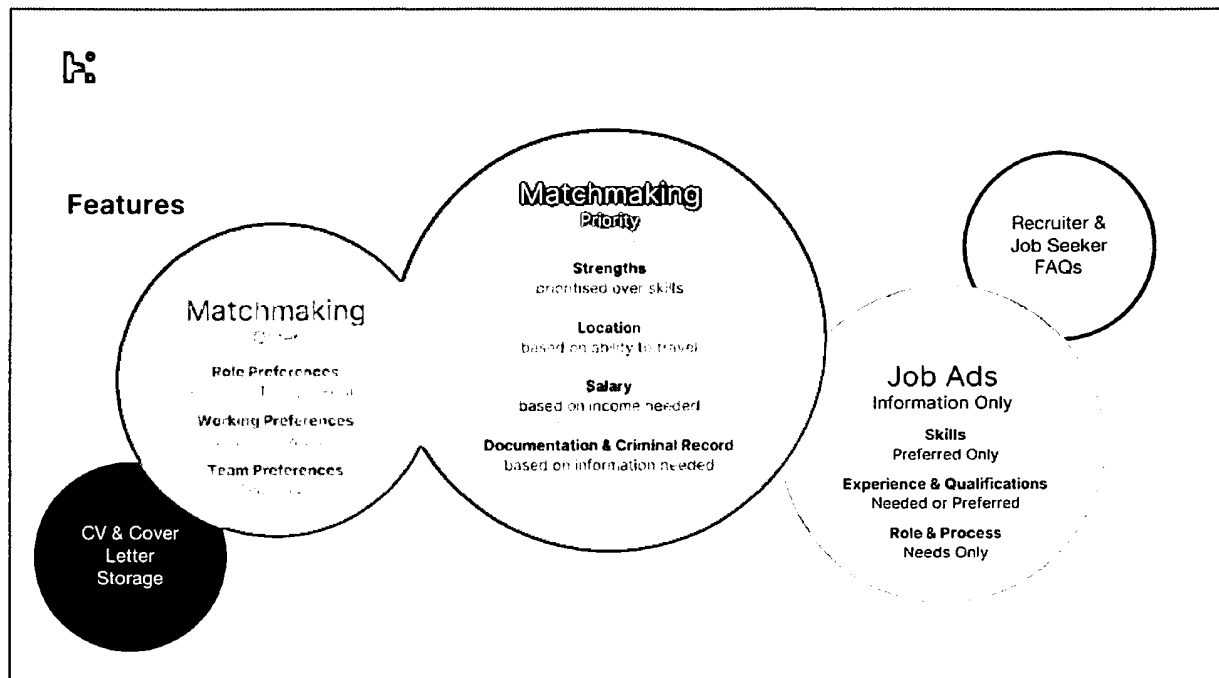 Features
Matchmaking
Role Preferences
Working Preferences
Team Preferences
CV & Cover
Letter
Storage
Matchmaking
Priority
Strengths
prioritised over skills
Location
based on ability to travel
Salary
based on income needed
Documentation & Criminal Record
based on information needed
Job Ads
Information Only
Skills
Preferred Only
Experience & Qualifications
Needed or Preferred
Role & Process
Needs Only
Recruiter &
Job Seeker
FAQs